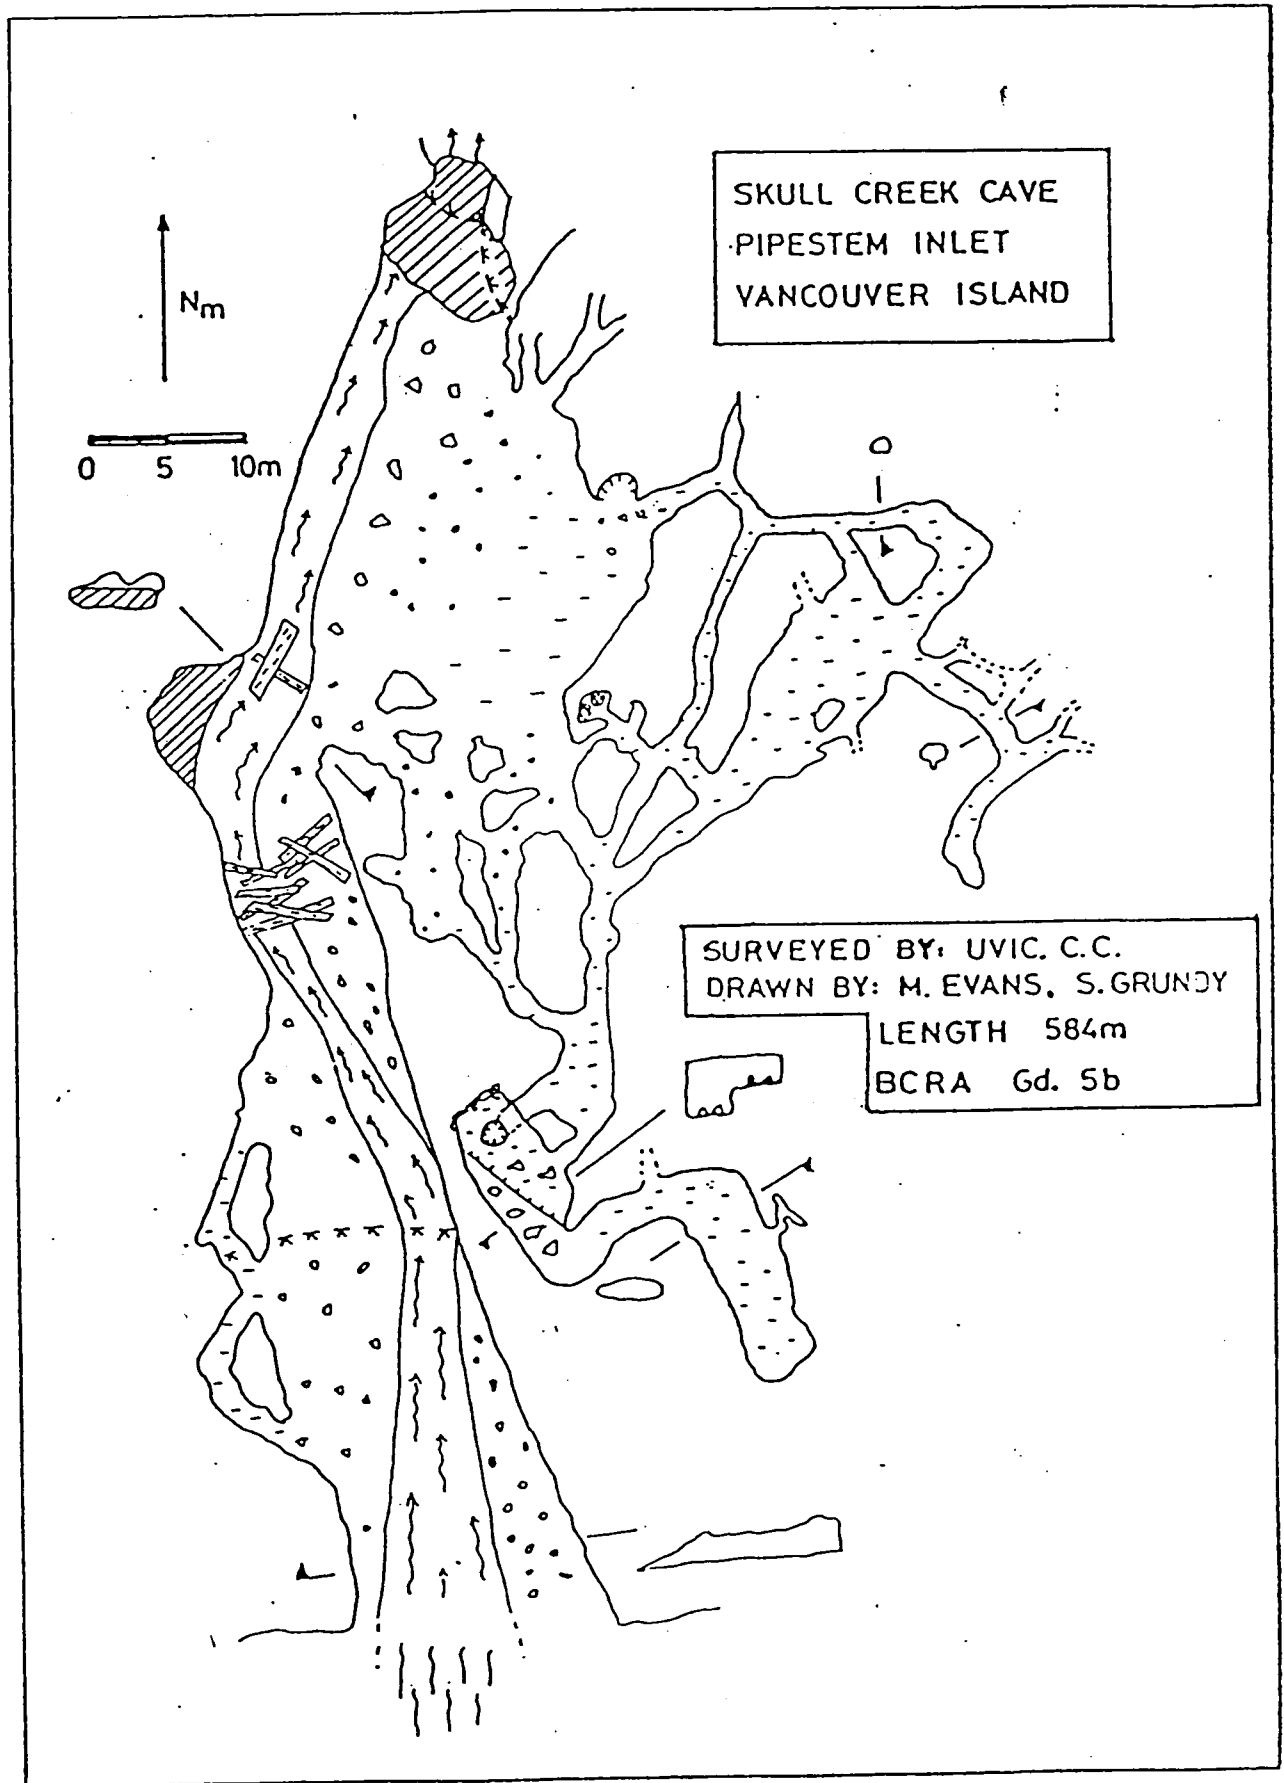 SKULL CREEK CAVE
PIPESTEM INLET
VANCOUVER ISLAND
Nm
0 5 10m
SURVEYED BY: UVIC. C.C.
DRAWN BY: M. EVANS, S. GRUNDY
LENGTH 584m
BCRA Gd. 5b